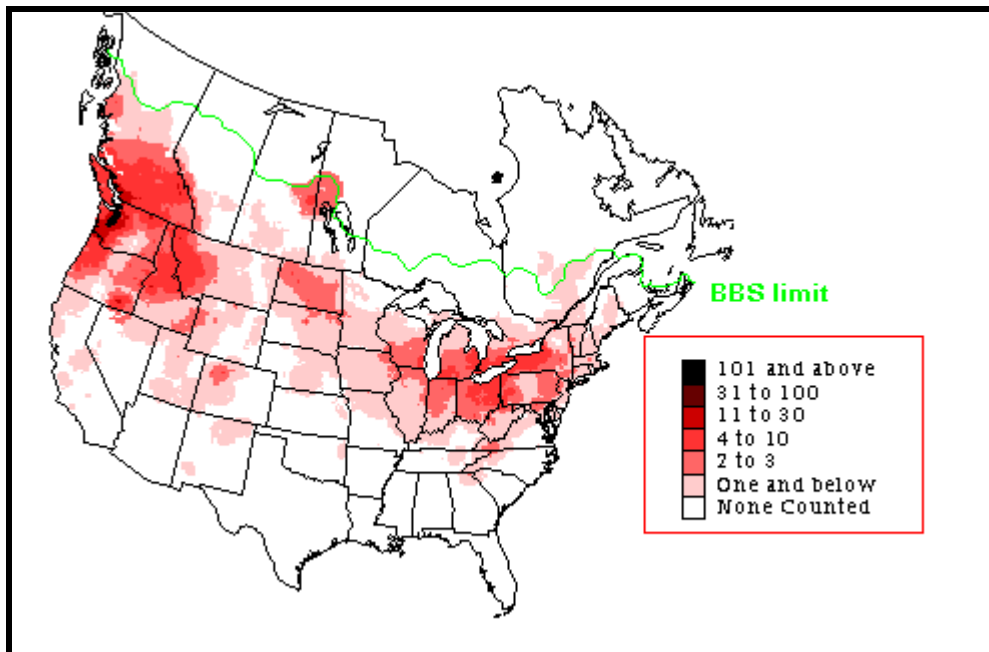 BBS limit
101 and above
31 to 100
11 to 30
4 to 10
2 to 3
One and below
None Counted